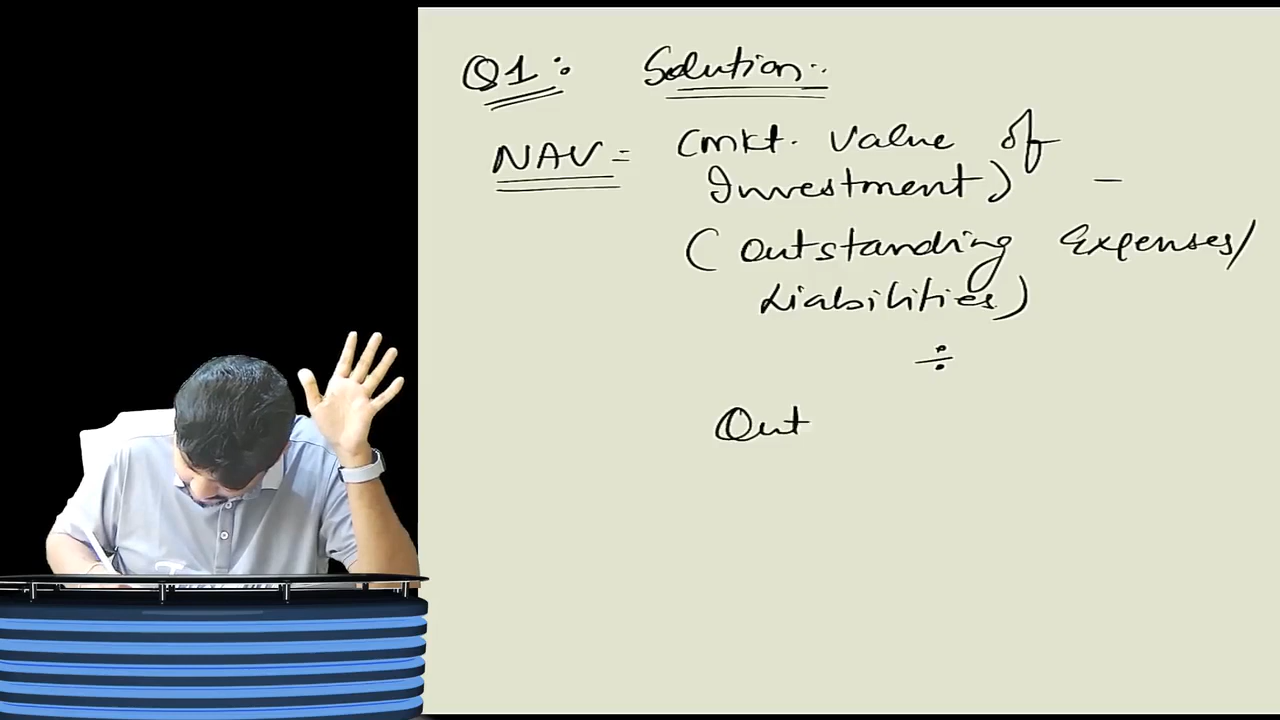 Q1: Solution:
NAV = (mkt. Value of
Investment) -
(Outstanding Expenses/
Liabilities)
÷
Out